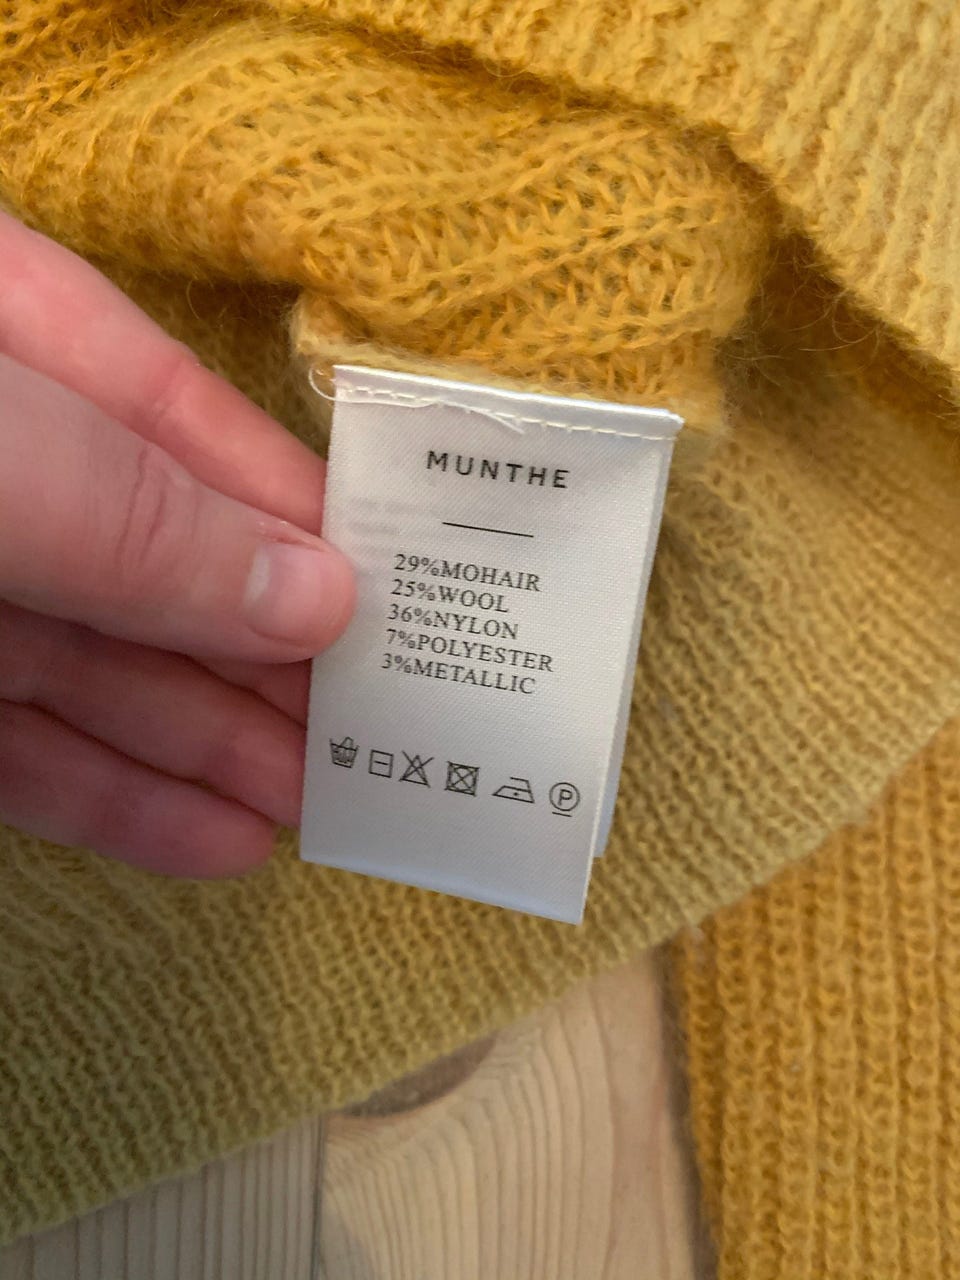 MUNTHE
29%MOHAIR
25%WOOL
36%NYLON
7%POLYESTER
3%METALLIC
P